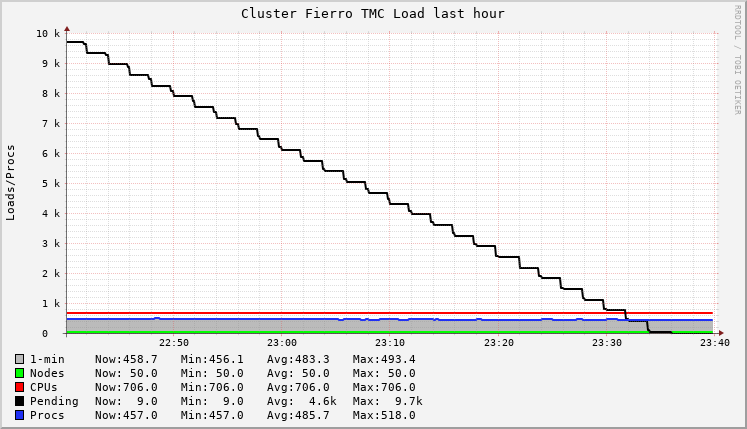 Cluster Fierro TMC Load last hour
RRDTOOL / TOBI OETIKER
Loads/Procs
10 k
9 k
8 k
7 k
6 k
5 k
4 k
3 k
2 k
1 k
0
22:50 23:00 23:10 23:20 23:30 23:40
1-min Now:458.7 Min:456.1 Avg:483.3 Max:493.4
Nodes Now: 50.0 Min: 50.0 Avg: 50.0 Max: 50.0
CPUs Now:706.0 Min:706.0 Avg:706.0 Max:706.0
Pending Now: 9.0 Min: 9.0 Avg: 4.6k Max: 9.7k
Procs Now:457.0 Min:457.0 Avg:485.7 Max:518.0